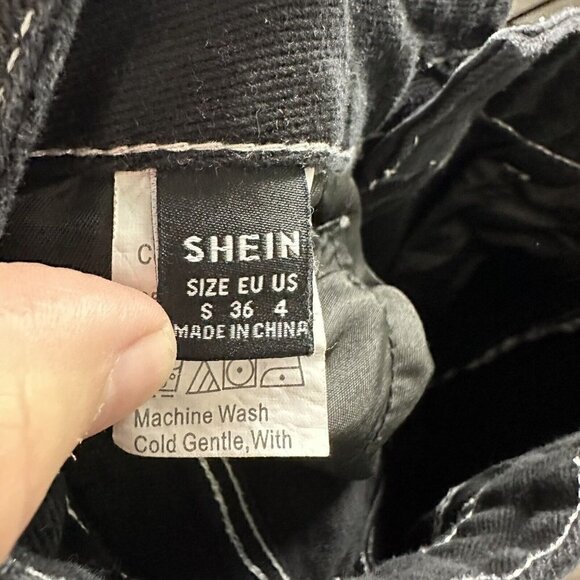 C
SHEIN
SIZE EU US
S 36 4
MADE IN CHINA
Machine Wash
Cold Gentle,With